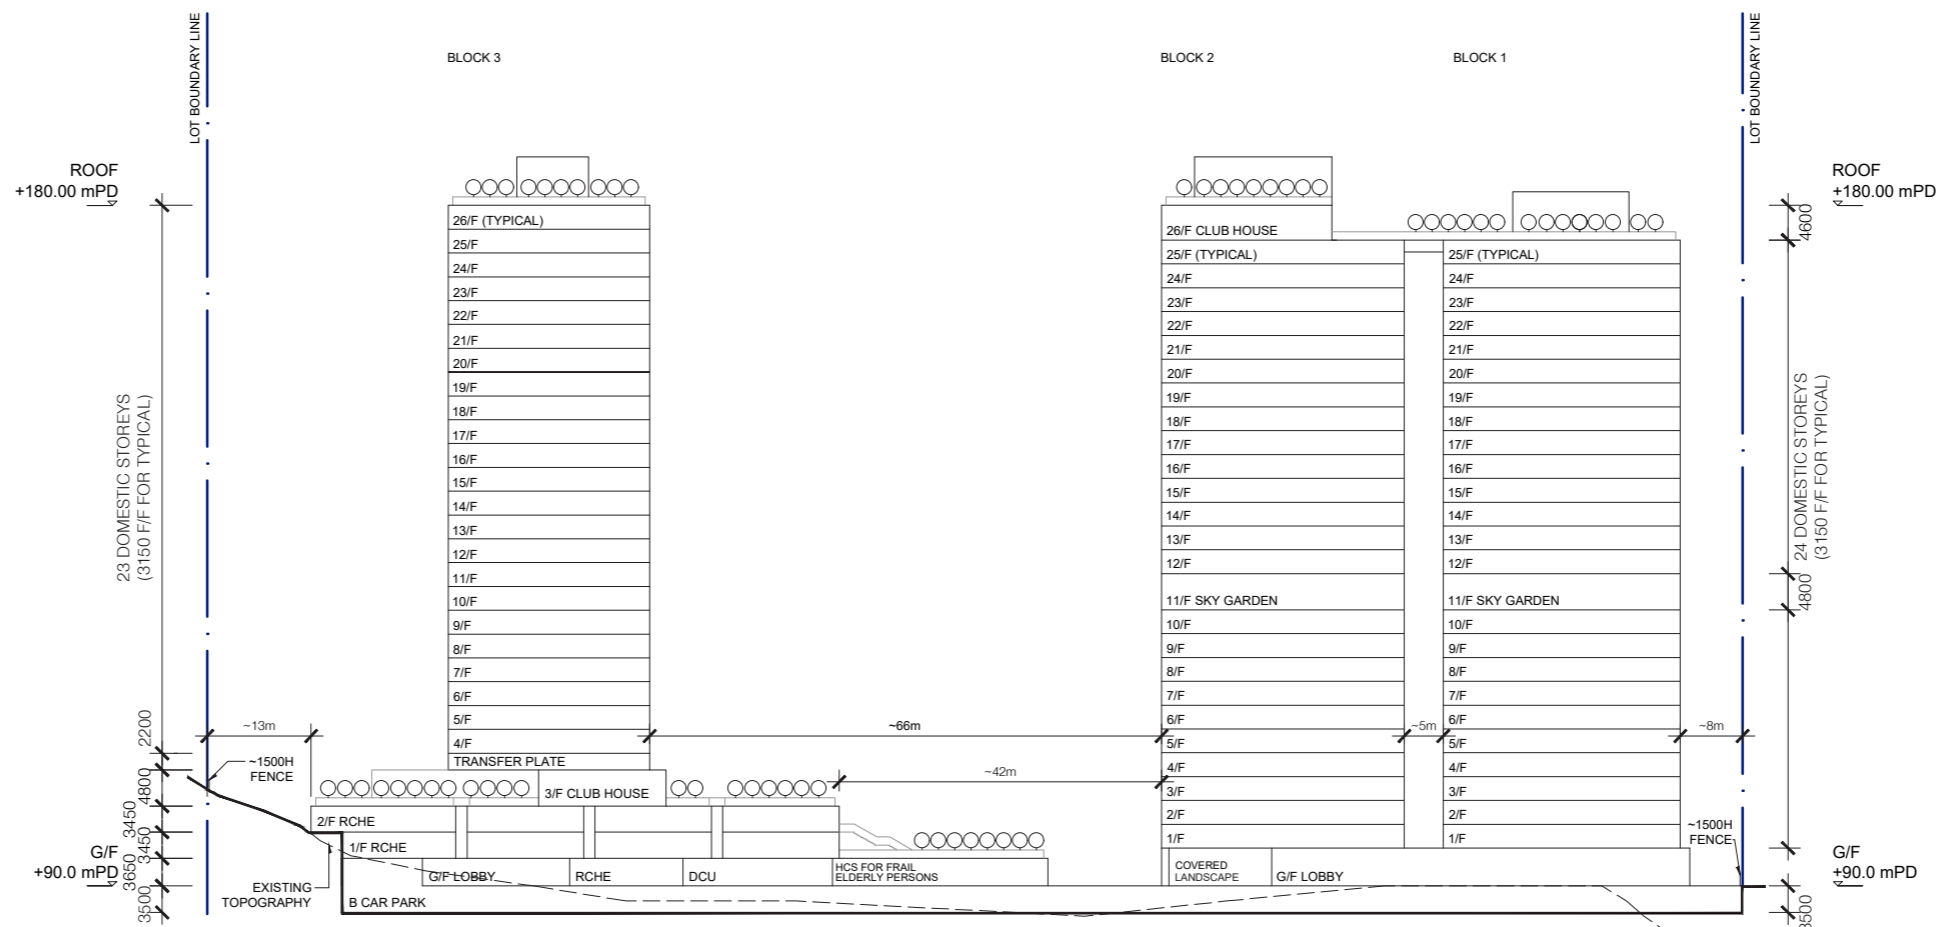 LOT BOUNDARY LINE
BLOCK 3
BLOCK 2
BLOCK 1
LOT BOUNDARY LINE
ROOF
+180.00 mPD
ROOF
+180.00 mPD
23 DOMESTIC STOREYS
(3150 F/F FOR TYPICAL)
2200
4800
3450
3450
3650
3500
G/F
+90.0 mPD
~13m
~1500H
FENCE
EXISTING
TOPOGRAPHY
26/F (TYPICAL)
25/F
24/F
23/F
22/F
21/F
20/F
19/F
18/F
17/F
16/F
15/F
14/F
13/F
12/F
11/F
10/F
9/F
8/F
7/F
6/F
5/F
4/F
TRANSFER PLATE
3/F CLUB HOUSE
2/F RCHE
1/F RCHE
G/F LOBBY
RCHE
DCU
HCS FOR FRAIL
ELDERLY PERSONS
B CAR PARK
~66m
~42m
26/F CLUB HOUSE
25/F (TYPICAL)
24/F
23/F
22/F
21/F
20/F
19/F
18/F
17/F
16/F
15/F
14/F
13/F
12/F
11/F SKY GARDEN
10/F
9/F
8/F
7/F
6/F
5/F
4/F
3/F
2/F
1/F
COVERED
LANDSCAPE
G/F LOBBY
~5m
25/F (TYPICAL)
24/F
23/F
22/F
21/F
20/F
19/F
18/F
17/F
16/F
15/F
14/F
13/F
12/F
11/F SKY GARDEN
10/F
9/F
8/F
7/F
6/F
5/F
4/F
3/F
2/F
1/F
~8m
~1500H
FENCE
4600
24 DOMESTIC STOREYS
(3150 F/F FOR TYPICAL)
4800
G/F
+90.0 mPD
3500